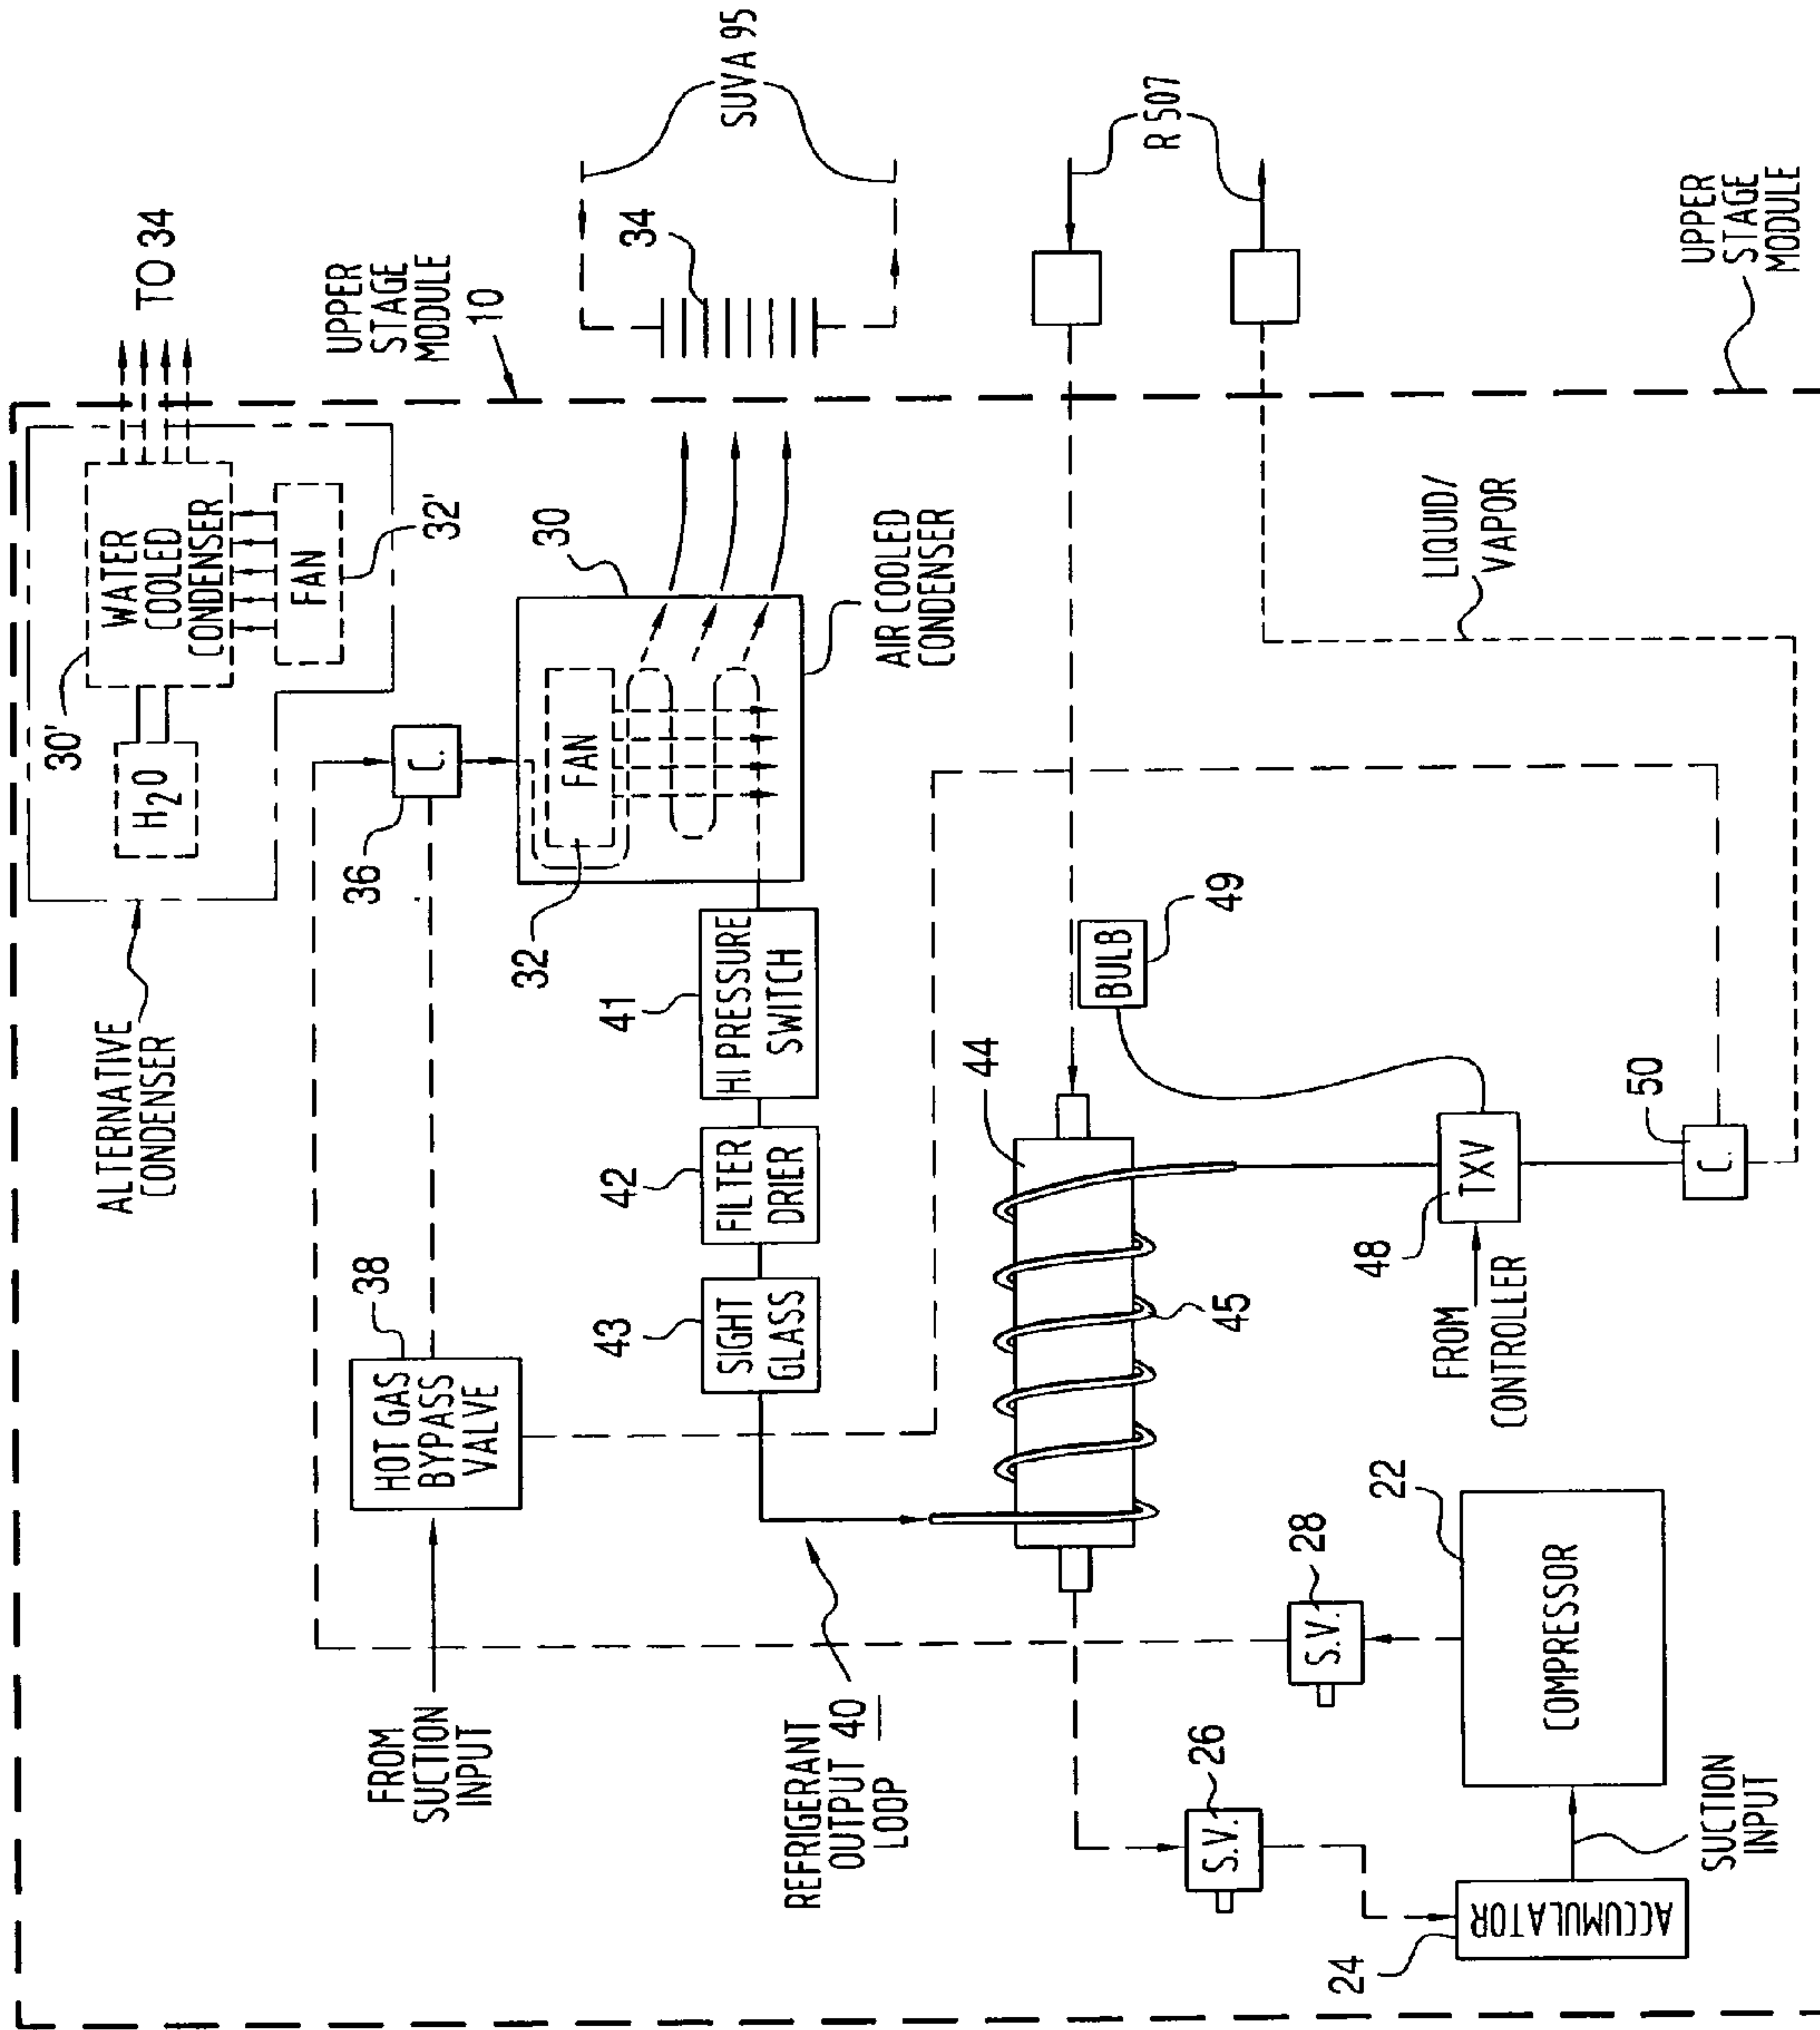 ALTERNATIVE
CONDENSER
H2O
30'
WATER
COOLED
CONDENSER
FAN
32'
TO 34
UPPER
STAGE
MODULE
10
36
C.
FROM
SUCTION
INPUT
38
HOT GAS
BYPASS
VALVE
32
FAN
30
AIR COOLED
CONDENSER
34
SUVA 95
43
SIGHT
GLASS
42
FILTER
DRIER
41
HI PRESSURE
SWITCH
REFRIGERANT
OUTPUT 40
LOOP
44
45
BULB
49
R 507
26
S.V.
28
S.V.
24
ACCUMULATOR
SUCTION
INPUT
22
COMPRESSOR
FROM
CONTROLLER
48
TXV
50
C.
LIQUID/
VAPOR
UPPER
STAGE
MODULE